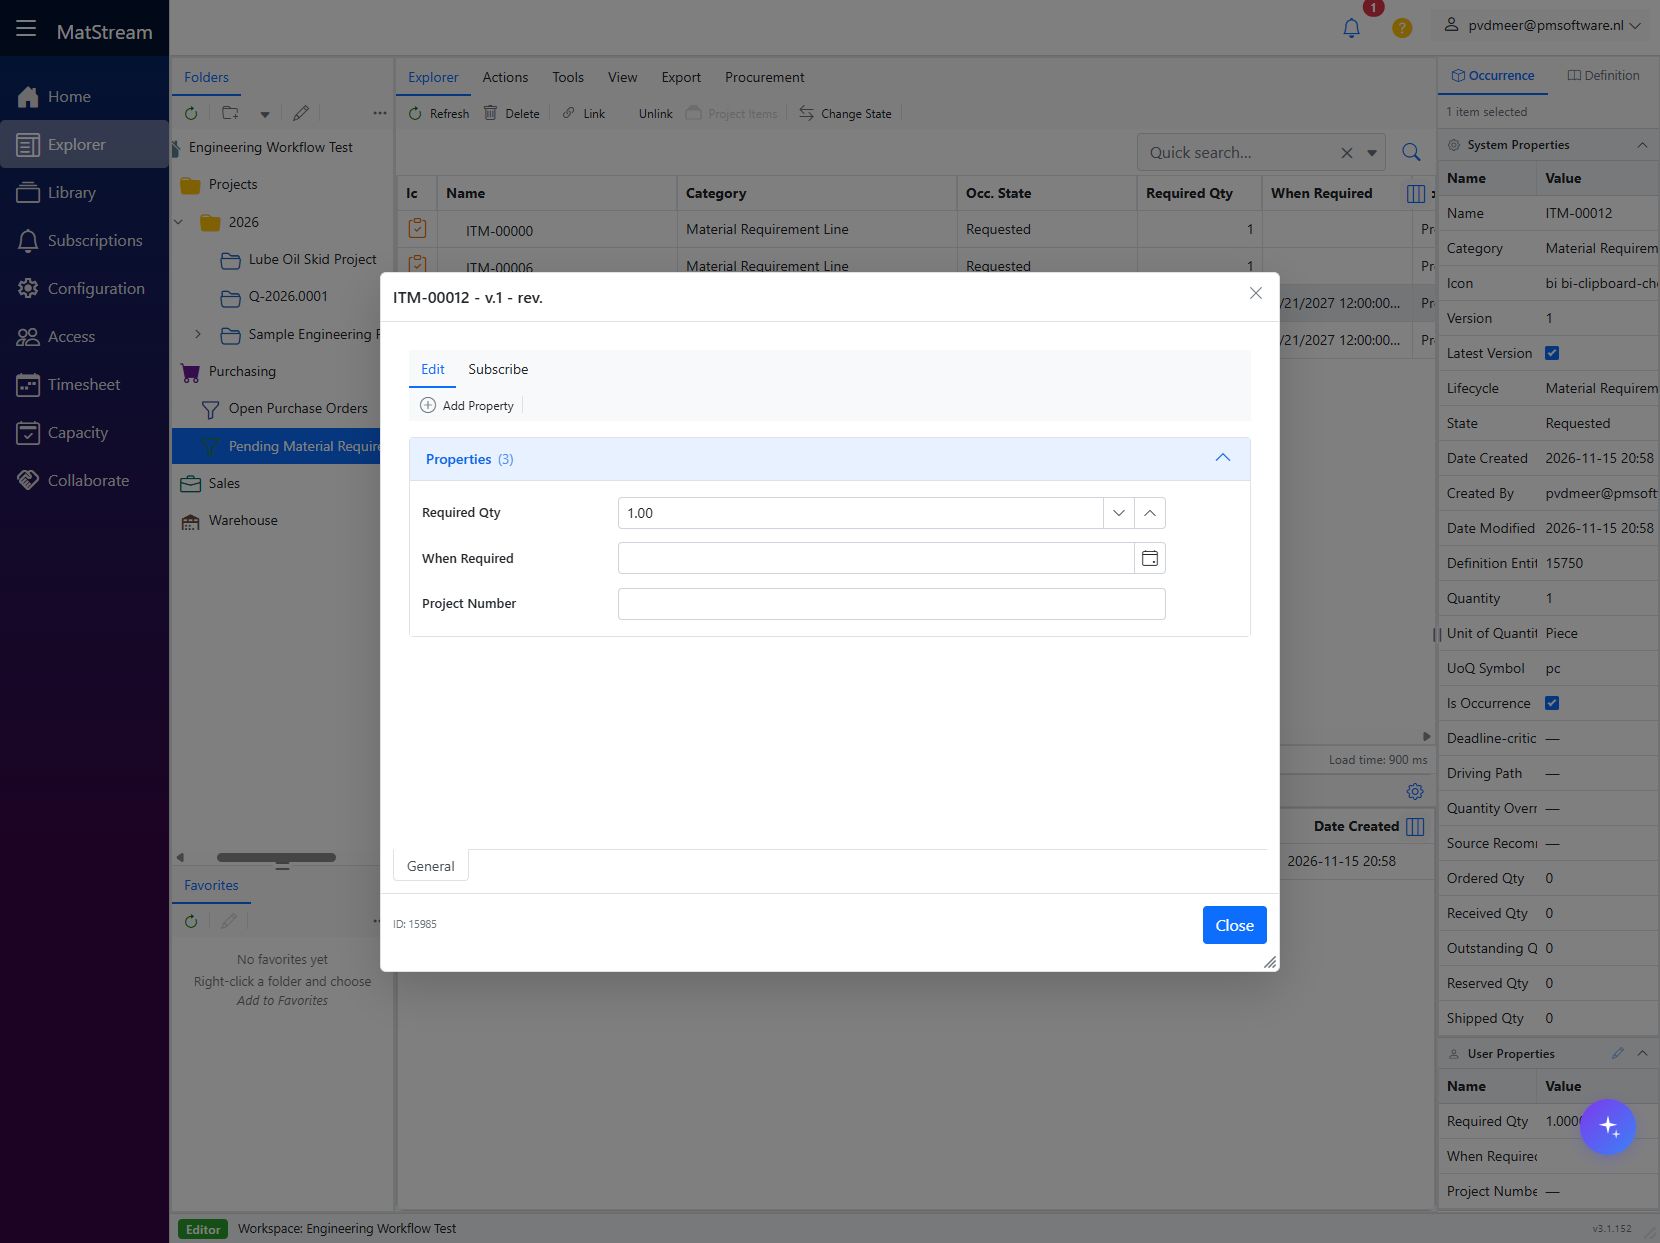 MatStream
1
?
pvdmeer@pmsoftware.nl
Home
Explorer
Library
Subscriptions
Configuration
Access
Timesheet
Capacity
Collaborate
Folders
Engineering Workflow Test
Projects
2026
Lube Oil Skid Project
Q-2026.0001
Sample Engineering
Purchasing
Open Purchase Orders
Pending Material Require
Sales
Warehouse
Favorites
No favorites yet
Right-click a folder and choose
Add to Favorites
Explorer Actions Tools View Export Procurement
Refresh Delete Link Unlink Project Items Change State
Quick search...
Ic Name Category Occ. State Required Qty When Required
ITM-00000 Material Requirement Line Requested 1 Pr
ITM-00006 Material Requirement Line Requested 1 Pr
/21/2027 12:00:00... Pr
/21/2027 12:00:00... Pr
Load time: 900 ms
Date Created
2026-11-15 20:58
ITM-00012 - v.1 - rev.
Edit Subscribe
Add Property
Properties (3)
Required Qty 1.00
When Required
Project Number
General
ID: 15985
Close
Occurrence Definition
1 item selected
System Properties
Name Value
Name ITM-00012
Category Material Requirem
Icon bi bi-clipboard-che
Version 1
Latest Version
Lifecycle Material Requirem
State Requested
Date Created 2026-11-15 20:58
Created By pvdmeer@pmsoft
Date Modified 2026-11-15 20:58
Definition Entit 15750
Quantity 1
Unit of Quantit Piece
UoQ Symbol pc
Is Occurrence
Deadline-critic —
Driving Path —
Quantity Overr —
Source Recom —
Ordered Qty 0
Received Qty 0
Outstanding Q 0
Reserved Qty 0
Shipped Qty 0
User Properties
Name Value
Required Qty 1.000
When Required
Project Numbe —
Editor Workspace: Engineering Workflow Test
v3.1.152